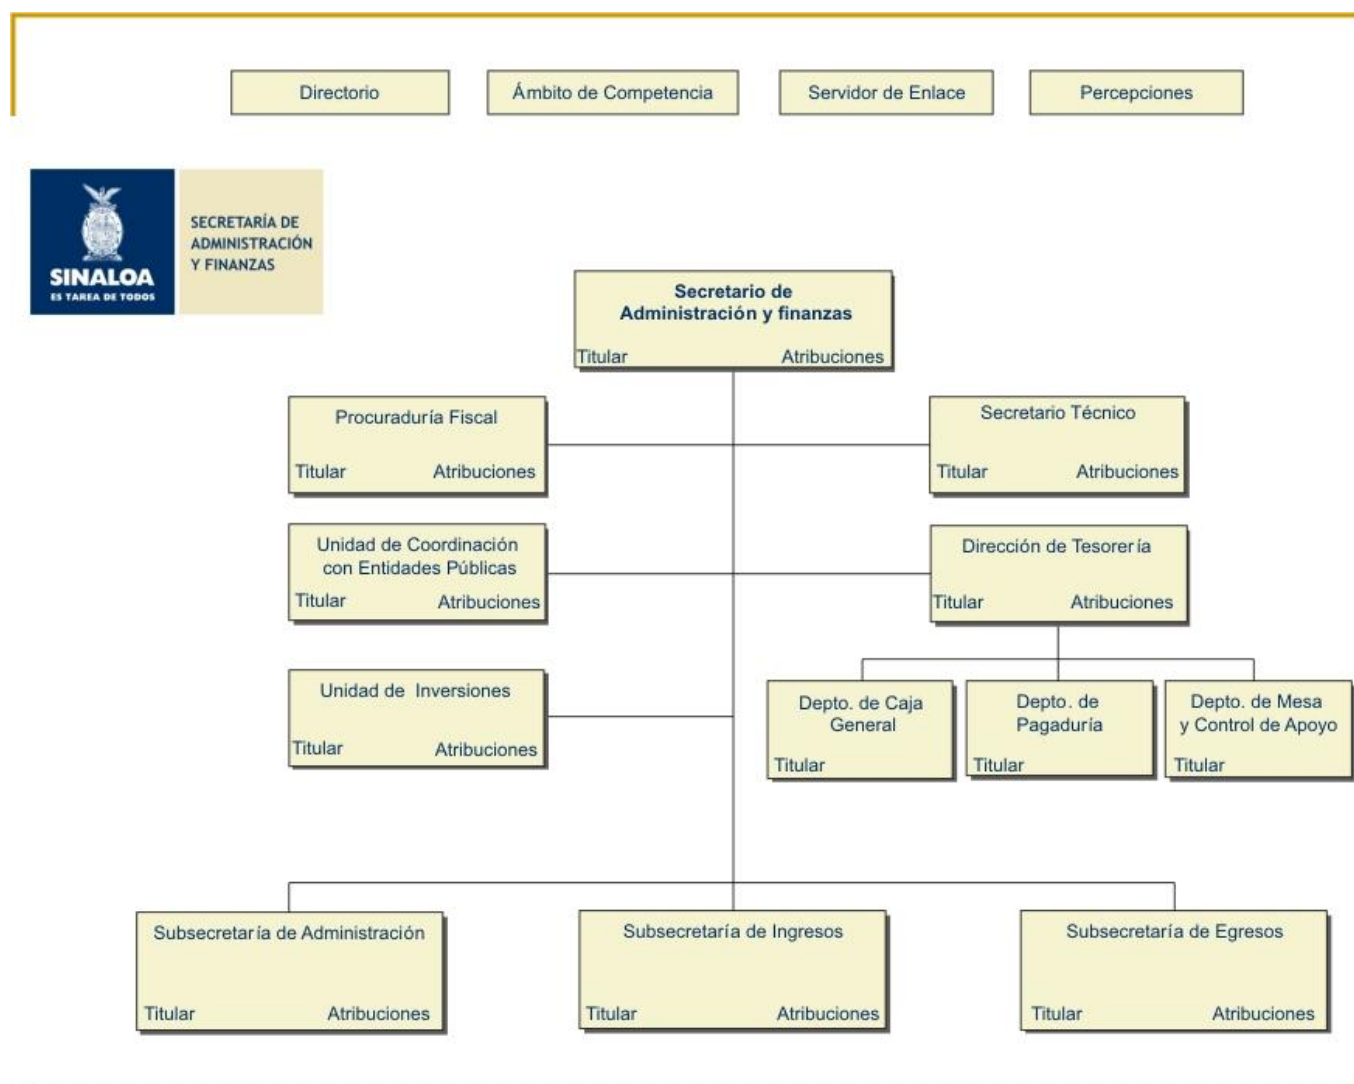 Directorio
Ámbito de Competencia
Servidor de Enlace
Percepciones
SINALOA
ES TAREA DE TODOS
SECRETARÍA DE
ADMINISTRACIÓN
Y FINANZAS
Secretario de
Administración y finanzas
Titular Atribuciones
Procuraduría Fiscal
Titular Atribuciones
Secretario Técnico
Titular Atribuciones
Unidad de Coordinación
con Entidades Públicas
Titular Atribuciones
Dirección de Tesorería
Titular Atribuciones
Unidad de Inversiones
Titular Atribuciones
Depto. de Caja
General
Titular
Depto. de
Pagaduría
Titular
Depto. de Mesa
y Control de Apoyo
Titular
Subsecretaría de Administración
Titular Atribuciones
Subsecretaría de Ingresos
Titular Atribuciones
Subsecretaría de Egresos
Titular Atribuciones